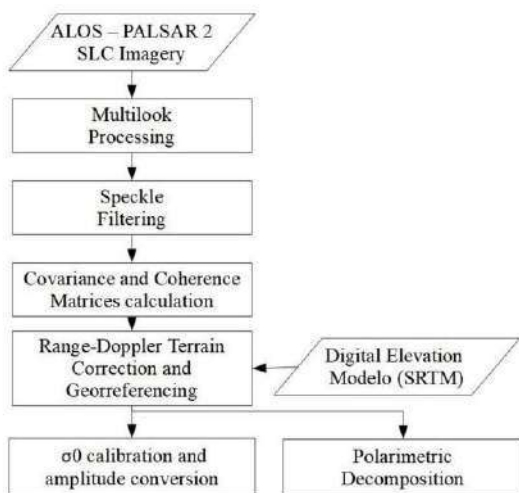 ALOS – PALSAR 2
SLC Imagery
Multilook
Processing
Speckle
Filtering
Covariance and Coherence
Matrices calculation
Range-Doppler Terrain
Correction and
Georreferencing
Digital Elevation
Modelo (SRTM)
σ0 calibration and
amplitude conversion
Polarimetric
Decomposition